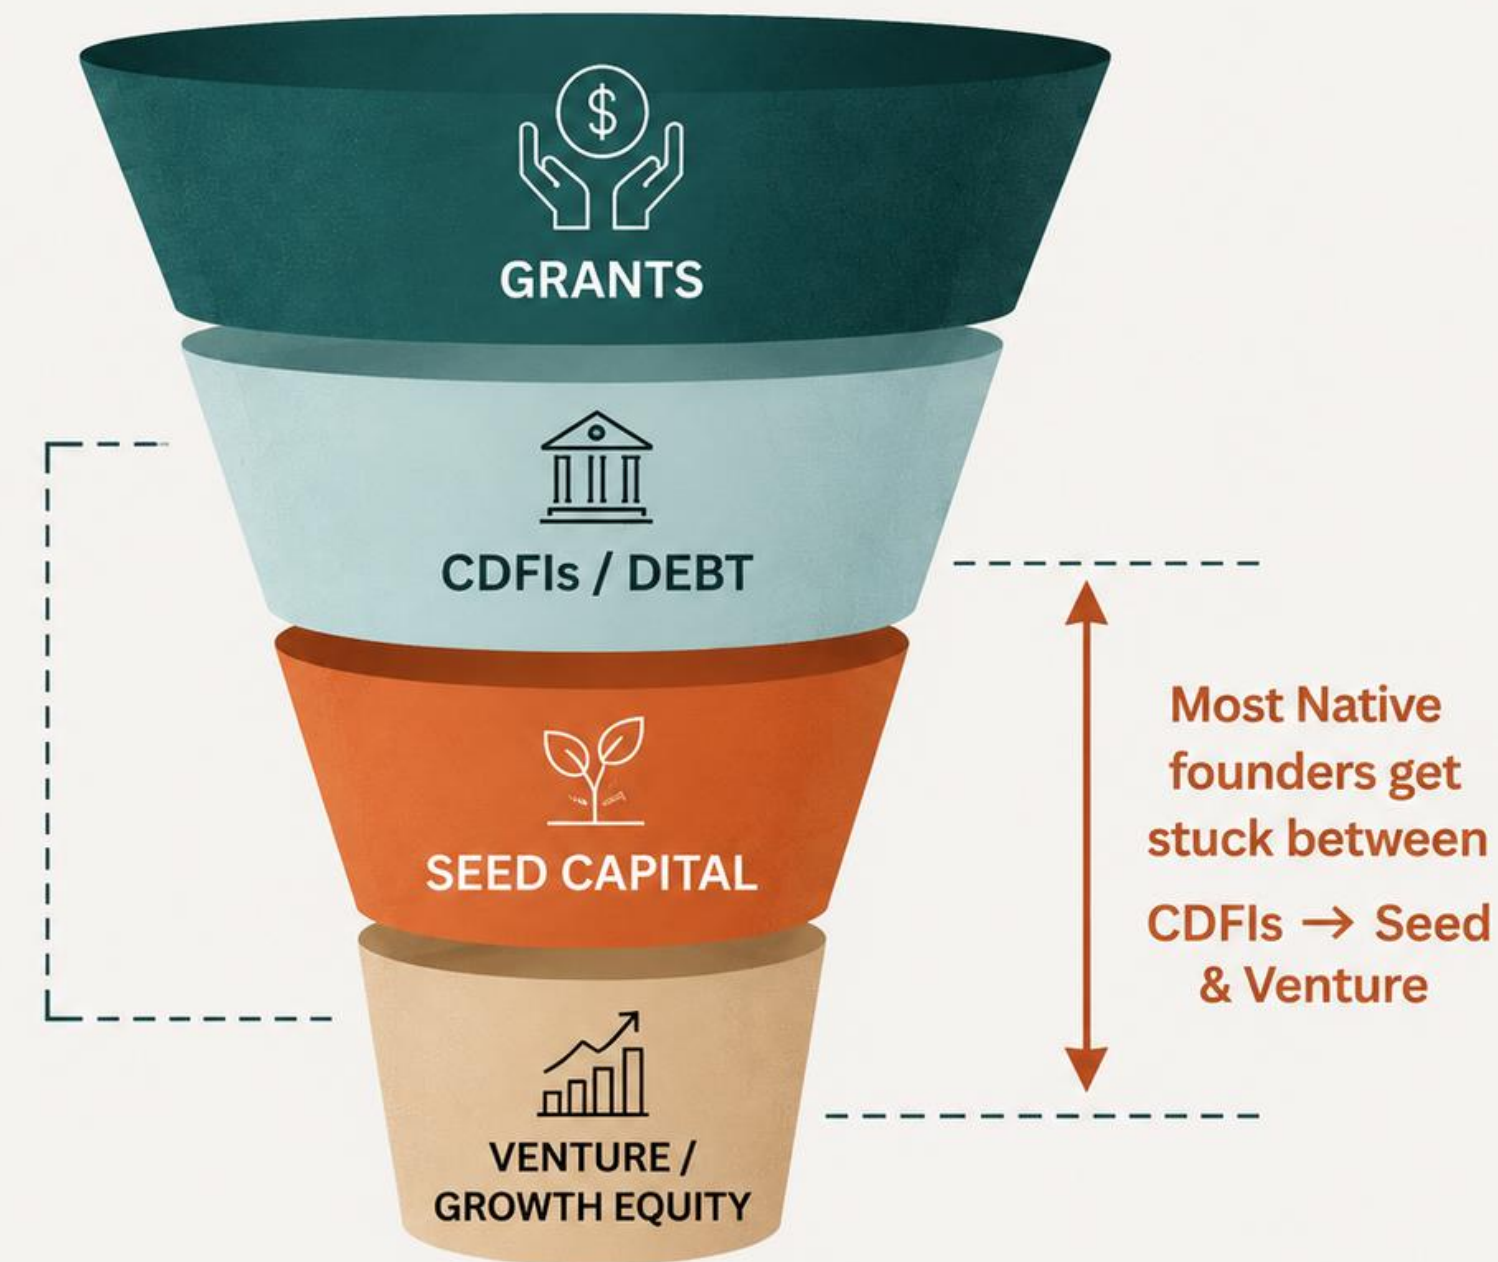 $
GRANTS
CDFIs / DEBT
SEED CAPITAL
VENTURE /
GROWTH EQUITY
Most Native
founders get
stuck between
CDFIs → Seed
& Venture